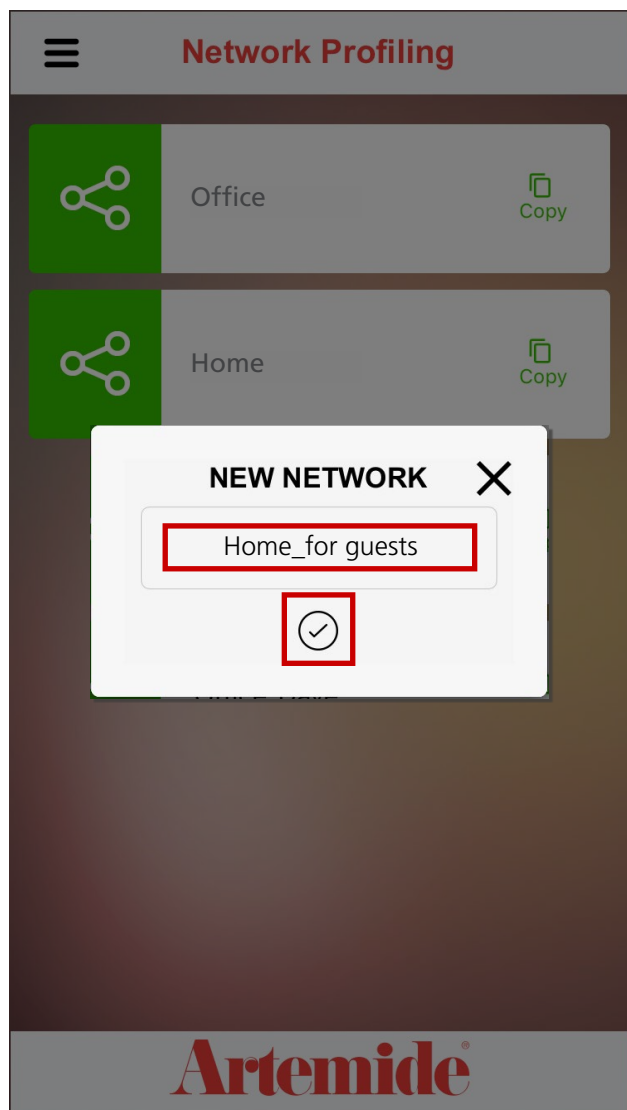 Network Profiling
Office
Copy
Home
Copy
NEW NETWORK
Home_for guests
Artemide®